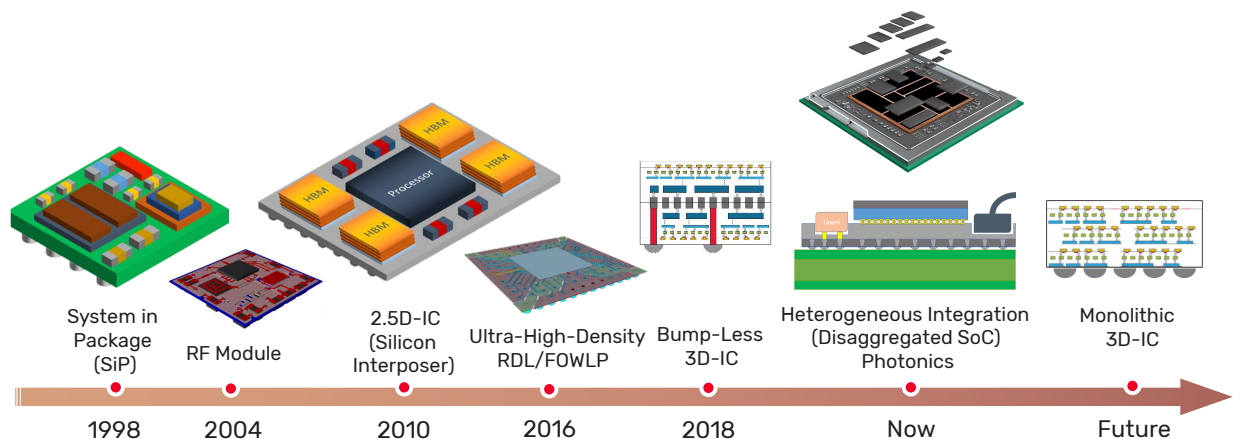 HBM
HBM
HBM
HBM
Processor
Lasers
System in
Package
(SiP)
RF Module
2.5D-IC
(Silicon
Interposer)
Ultra-High-Density
RDL/FOWLP
Bump-Less
3D-IC
Heterogeneous Integration
(Disaggregated SoC)
Photonics
Monolithic
3D-IC
1998
2004
2010
2016
2018
Now
Future